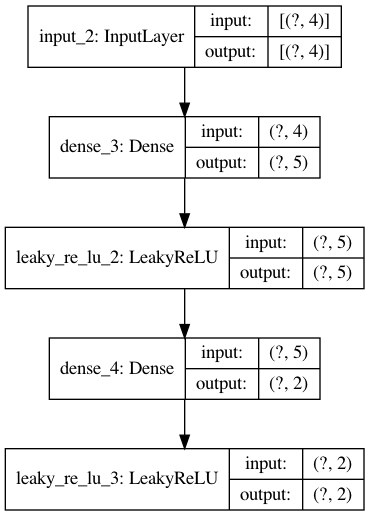 input_2: InputLayer
input: [(?, 4)]
output: [(?, 4)]
dense_3: Dense
input: (?, 4)
output: (?, 5)
leaky_re_lu_2: LeakyReLU
input: (?, 5)
output: (?, 5)
dense_4: Dense
input: (?, 5)
output: (?, 2)
leaky_re_lu_3: LeakyReLU
input: (?, 2)
output: (?, 2)